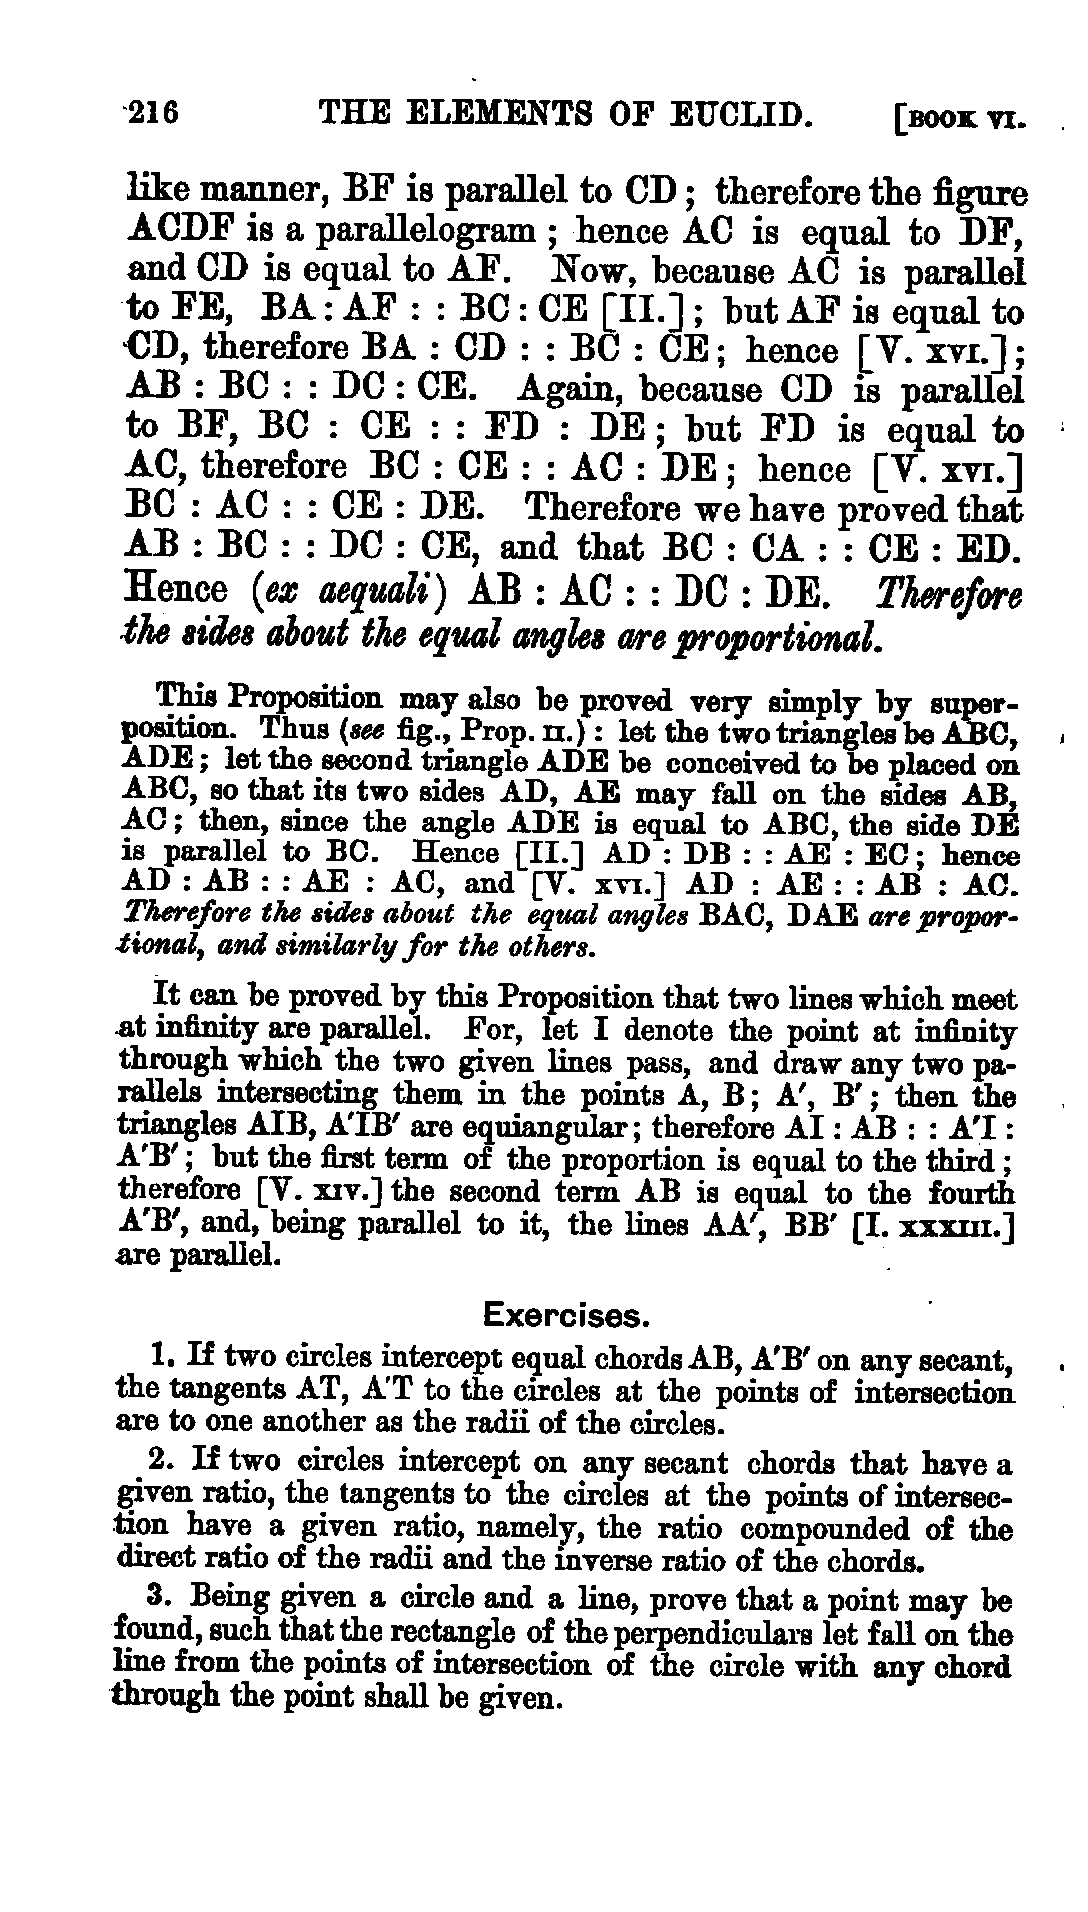 216 THE ELEMENTS OF EUCLID. [BOOK VI.
like manner, BF is parallel to CD; therefore the figure
ACDF is a parallelogram; hence AC is equal to DF,
and CD is equal to AF. Now, because AC is parallel
to FE, BA : AF : : BC : CE [II.]; but AF is equal to
CD, therefore BA : CD : : BC : CE; hence [V. XVI.];
AB : BC : : DC : CE. Again, because CD is parallel
to BF, BC : CE : : FD : DE; but FD is equal to
AC, therefore BC : CE : : AC : DE; hence [V. XVI.]
BC : AC : : CE : DE. Therefore we have proved that
AB : BC : : DC : CE, and that BC : CA : : CE : ED.
Hence (ex aequali) AB : AC : : DC : DE. Therefore
the sides about the equal angles are proportional.
This Proposition may also be proved very simply by super-
position. Thus (see fig., Prop. II.): let the two triangles be ABC,
ADE; let the second triangle ADE be conceived to be placed on
ABC, so that its two sides AD, AE may fall on the sides AB,
AC; then, since the angle ADE is equal to ABC, the side DE
is parallel to BC. Hence [II.] AD : DB : : AE : EC; hence
AD : AB : : AE : AC, and [V. XVI.] AD : AE : : AB : AC.
Therefore the sides about the equal angles BAC, DAE are propor-
tional, and similarly for the others.
It can be proved by this Proposition that two lines which meet
at infinity are parallel. For, let I denote the point at infinity
through which the two given lines pass, and draw any two pa-
rallels intersecting them in the points A, B; A′, B′; then the
triangles AIB, A′IB′ are equiangular; therefore AI : AB : : A′I :
A′B′; but the first term of the proportion is equal to the third;
therefore [V. XIV.] the second term AB is equal to the fourth
A′B′, and, being parallel to it, the lines AA′, BB′ [I. XXXIII.]
are parallel.
Exercises.
1. If two circles intercept equal chords AB, A′B′ on any secant,
the tangents AT, A′T to the circles at the points of intersection
are to one another as the radii of the circles.
2. If two circles intercept on any secant chords that have a
given ratio, the tangents to the circles at the points of intersec-
tion have a given ratio, namely, the ratio compounded of the
direct ratio of the radii and the inverse ratio of the chords.
3. Being given a circle and a line, prove that a point may be
found, such that the rectangle of the perpendiculars let fall on the
line from the points of intersection of the circle with any chord
through the point shall be given.